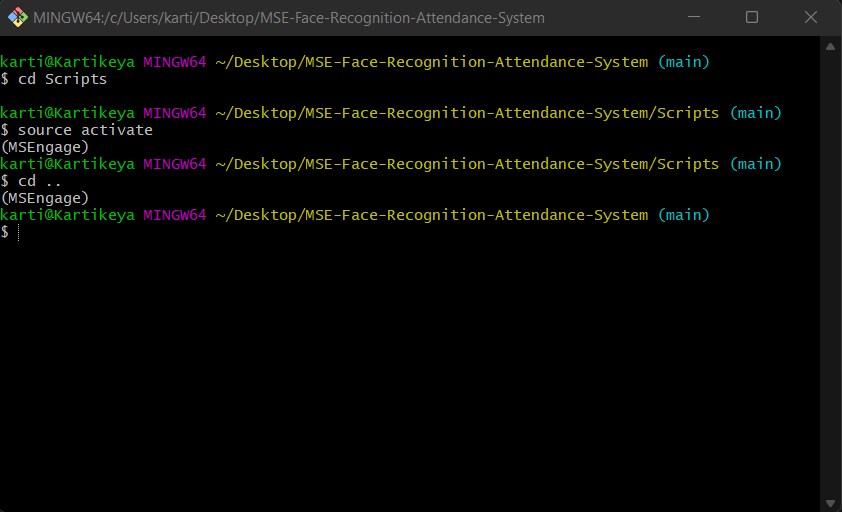 MINGW64:/c/Users/karti/Desktop/MSE-Face-Recognition-Attendance-System
karti@Kartikeya MINGW64 ~/Desktop/MSE-Face-Recognition-Attendance-System (main)
$ cd Scripts
karti@Kartikeya MINGW64 ~/Desktop/MSE-Face-Recognition-Attendance-System/Scripts (main)
$ source activate
(MSEngage)
karti@Kartikeya MINGW64 ~/Desktop/MSE-Face-Recognition-Attendance-System/Scripts (main)
$ cd ..
(MSEngage)
karti@Kartikeya MINGW64 ~/Desktop/MSE-Face-Recognition-Attendance-System (main)
$